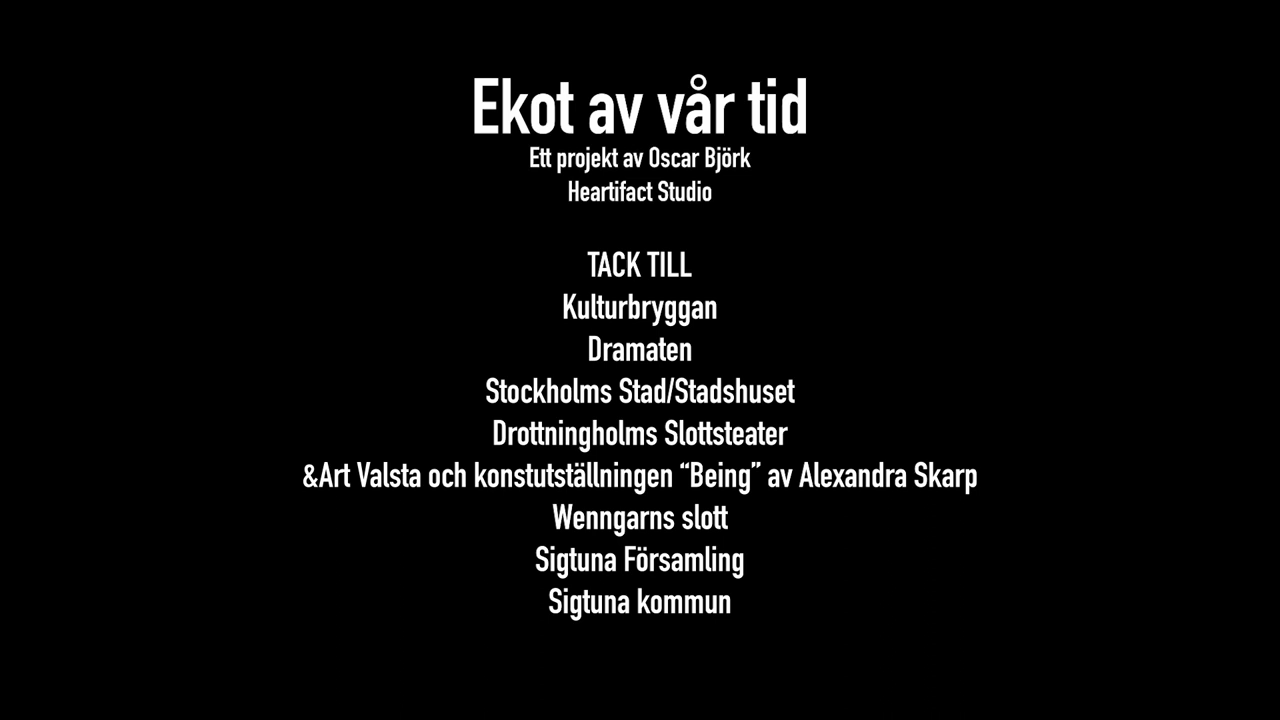 Ekot av vår tid
Ett projekt av Oscar Björk
Heartifact Studio
TACK TILL
Kulturbryggan
Dramaten
Stockholms Stad/Stadshuset
Drottningholms Slottsteater
&Art Valsta och konstutställningen “Being” av Alexandra Skarp
Wenngarns slott
Sigtuna Församling
Sigtuna kommun